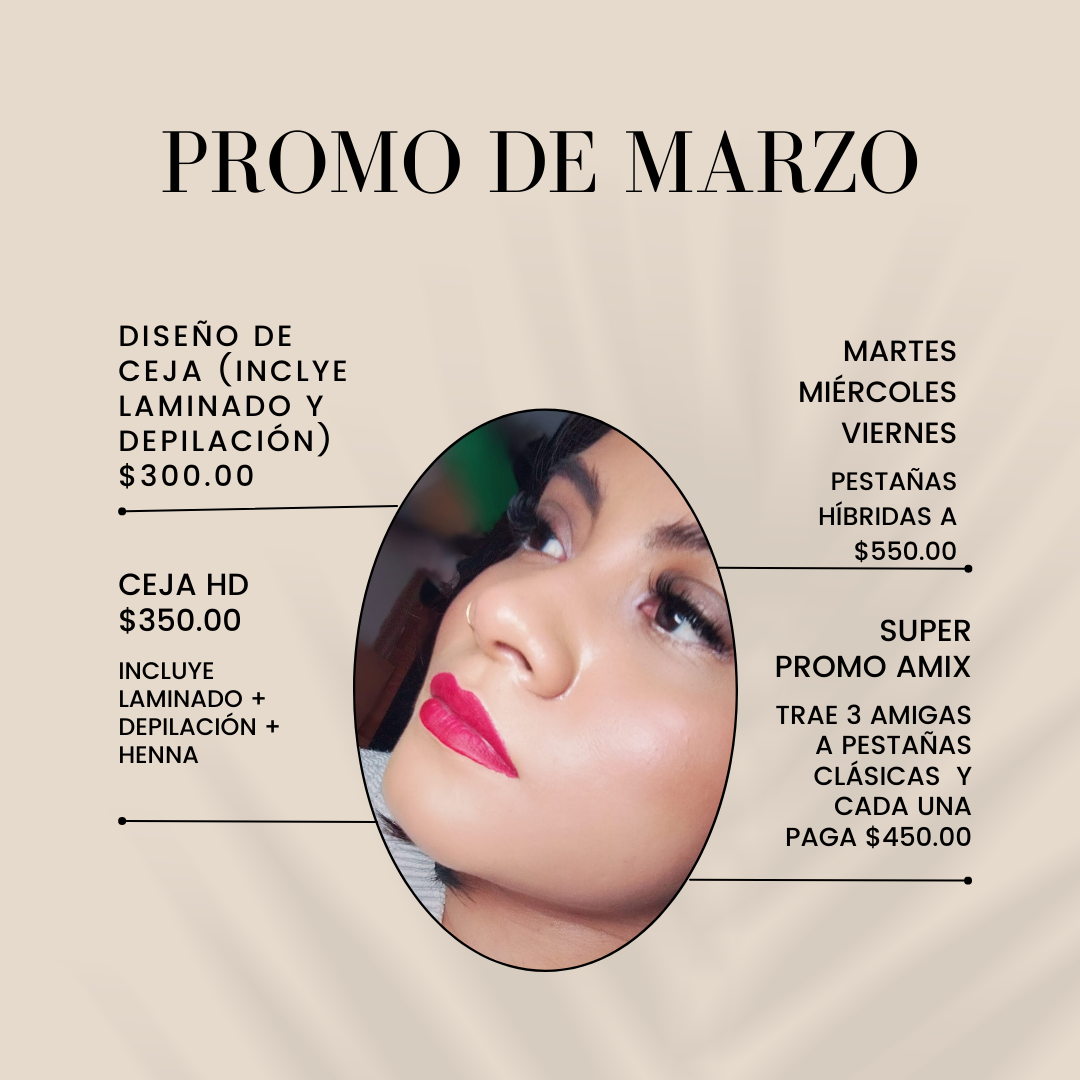 PROMO DE MARZO
DISEÑO DE
CEJA (INCLYE
LAMINADO Y
DEPILACIÓN)
$300.00
CEJA HD
$350.00
INCLUYE
LAMINADO +
DEPILACIÓN +
HENNA
MARTES
MIÉRCOLES
VIERNES
PESTAÑAS
HÍBRIDAS A
$550.00
SUPER
PROMO AMIX
TRAE 3 AMIGAS
A PESTAÑAS
CLÁSICAS Y
CADA UNA
PAGA $450.00